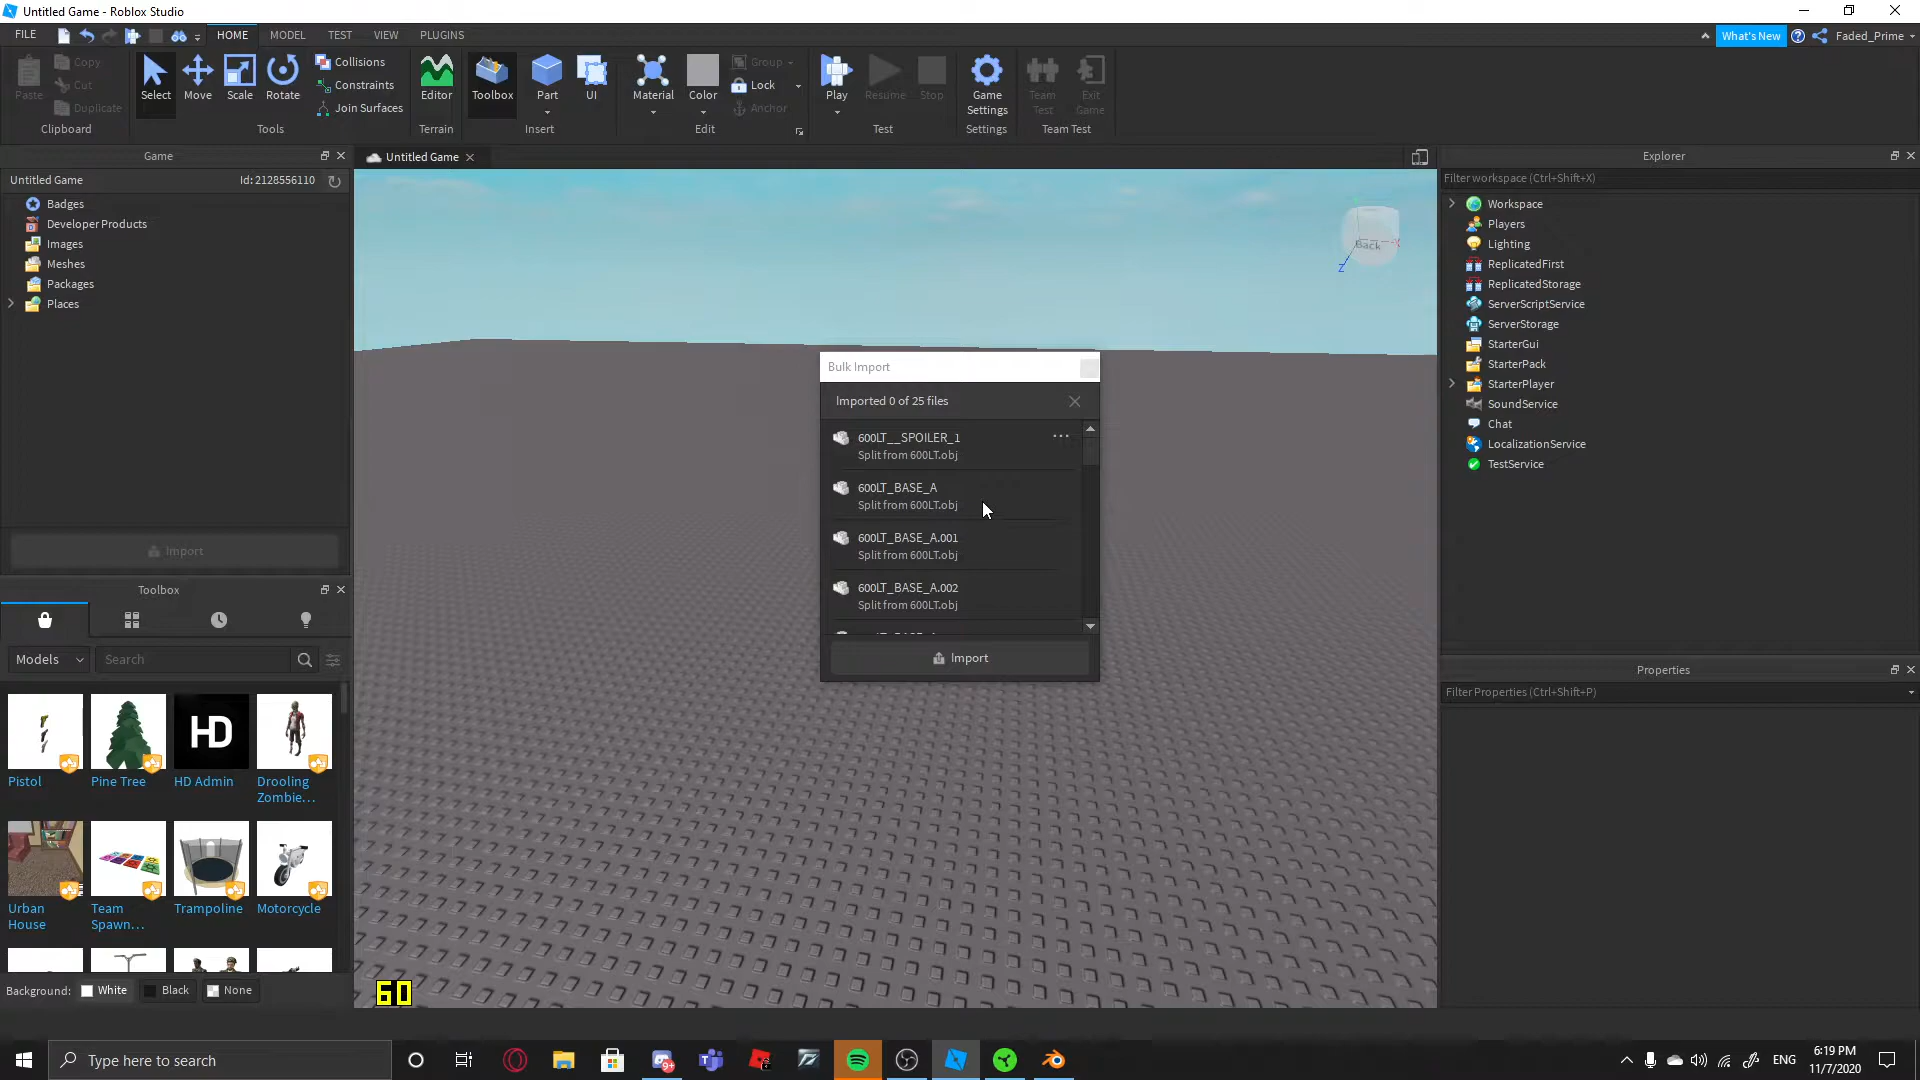 Untitled Game - Roblox Studio
FILE
HOME
MODEL
TEST
VIEW
PLUGINS
What's New
Faded_Prime
Paste
Copy
Cut
Duplicate
Clipboard
Select
Move
Scale
Rotate
Collisions
Constraints
Join Surfaces
Tools
Editor
Terrain
Toolbox
Part
UI
Insert
Material
Color
Group
Lock
Anchor
Edit
Play
Resume
Stop
Test
Game Settings
Settings
Team Test
Exit Game
Team Test
Game
Untitled Game
Id: 2128556110
Badges
Developer Products
Images
Meshes
Packages
Places
Import
Toolbox
Models
Search
Pistol
Pine Tree
HD
HD Admin
Drooling
Zombie...
Urban
House
Team
Spawn...
Trampoline
Motorcycle
Background:
White
Black
None
Untitled Game
Back
Z
Bulk Import
Imported 0 of 25 files
600LT__SPOILER_1
Split from 600LT.obj
600LT_BASE_A
Split from 600LT.obj
600LT_BASE_A.001
Split from 600LT.obj
600LT_BASE_A.002
Split from 600LT.obj
Import
60
Explorer
Filter workspace (Ctrl+Shift+X)
Workspace
Players
Lighting
ReplicatedFirst
ReplicatedStorage
ServerScriptService
ServerStorage
StarterGui
StarterPack
StarterPlayer
SoundService
Chat
LocalizationService
TestService
Properties
Filter Properties (Ctrl+Shift+P)
Type here to search
9+
ENG
6:19 PM
11/7/2020